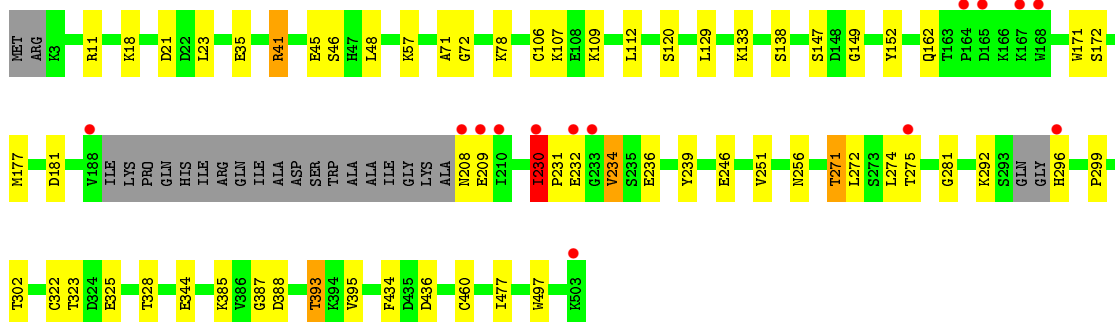 MET ARG K3 R11 K18 D21 D22 L23 E35 R41 E45 S46 H47 L48 K57 A71 G72 K78 C106 K107 E108 K109 L112 S120 L129 K133 S138 S147 D148 G149 Y152 Q162 T163 P164 D165 K166 K167 W168 W171 S172
M177 D181 V188 ILE LYS PRO GLN HIS ILE ARG GLN ILE ALA ASP SER TRP ALA ALA ILE GLY LYS ALA N208 E209 I210 I230 P231 E232 G233 V234 S235 E236 Y239 E246 V251 N256 T271 L272 S273 L274 T275 G281 K292 S293 GLN GLY H296 P299
T302 C322 T323 D324 E325 T328 E344 K385 V386 G387 D388 T393 K394 V395 F434 D435 D436 C460 I477 W497 K503